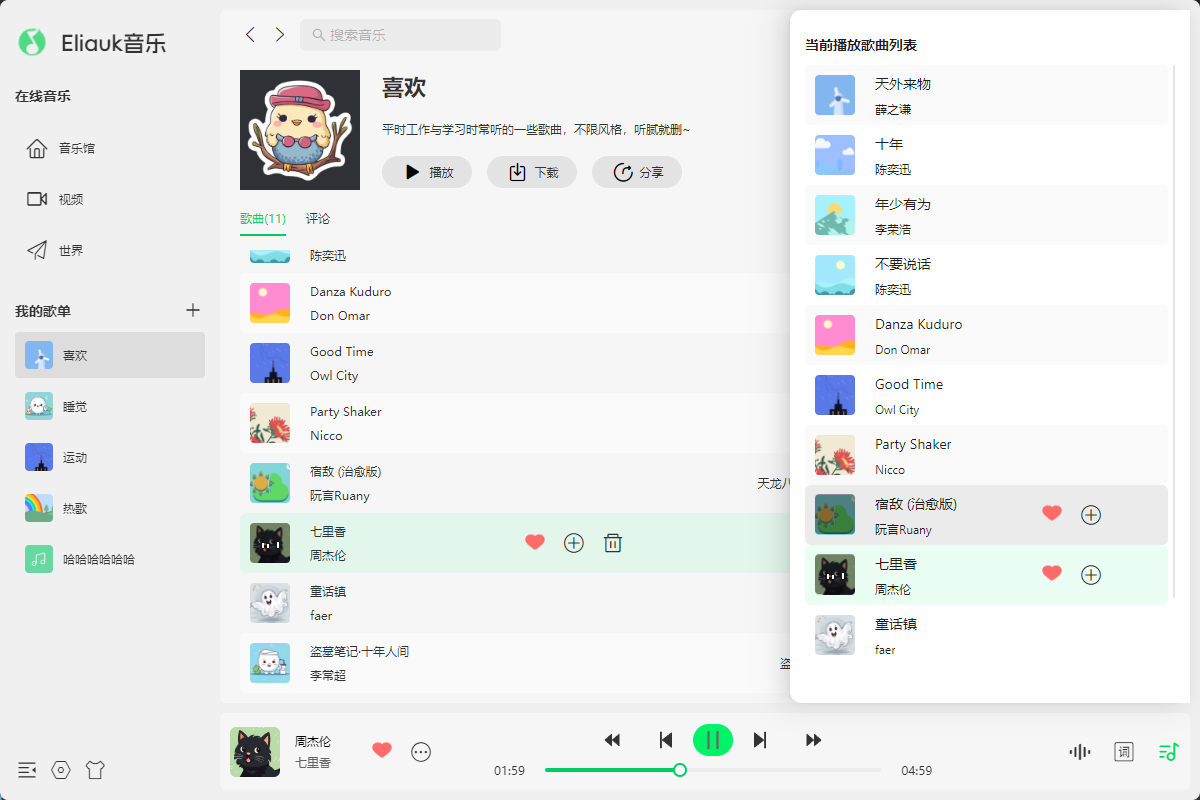 Eliauk音乐
在线音乐
音乐馆
视频
世界
我的歌单
喜欢
睡觉
运动
热歌
哈哈哈哈哈哈
搜索音乐
喜欢
平时工作与学习时常听的一些歌曲，不限风格，听腻就删~
播放 下载 分享
歌曲(11) 评论
陈奕迅
Danza Kuduro
Don Omar
Good Time
Owl City
Party Shaker
Nicco
宿敌 (治愈版)
阮言Ruany
天龙八
七里香
周杰伦
童话镇
faer
盗墓笔记·十年人间
李常超
盗
当前播放歌曲列表
天外来物
薛之谦
十年
陈奕迅
年少有为
李荣浩
不要说话
陈奕迅
Danza Kuduro
Don Omar
Good Time
Owl City
Party Shaker
Nicco
宿敌 (治愈版)
阮言Ruany
七里香
周杰伦
童话镇
faer
周杰伦
七里香
01:59
04:59
词